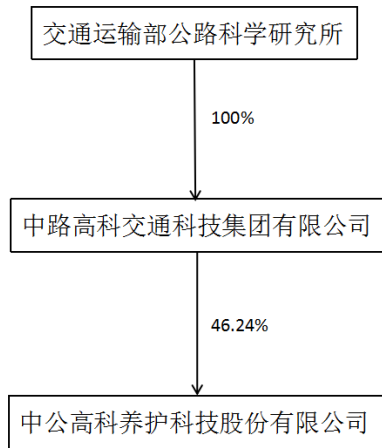 交通运输部公路科学研究所
100%
中路高科交通科技集团有限公司
46.24%
中公高科养护科技股份有限公司